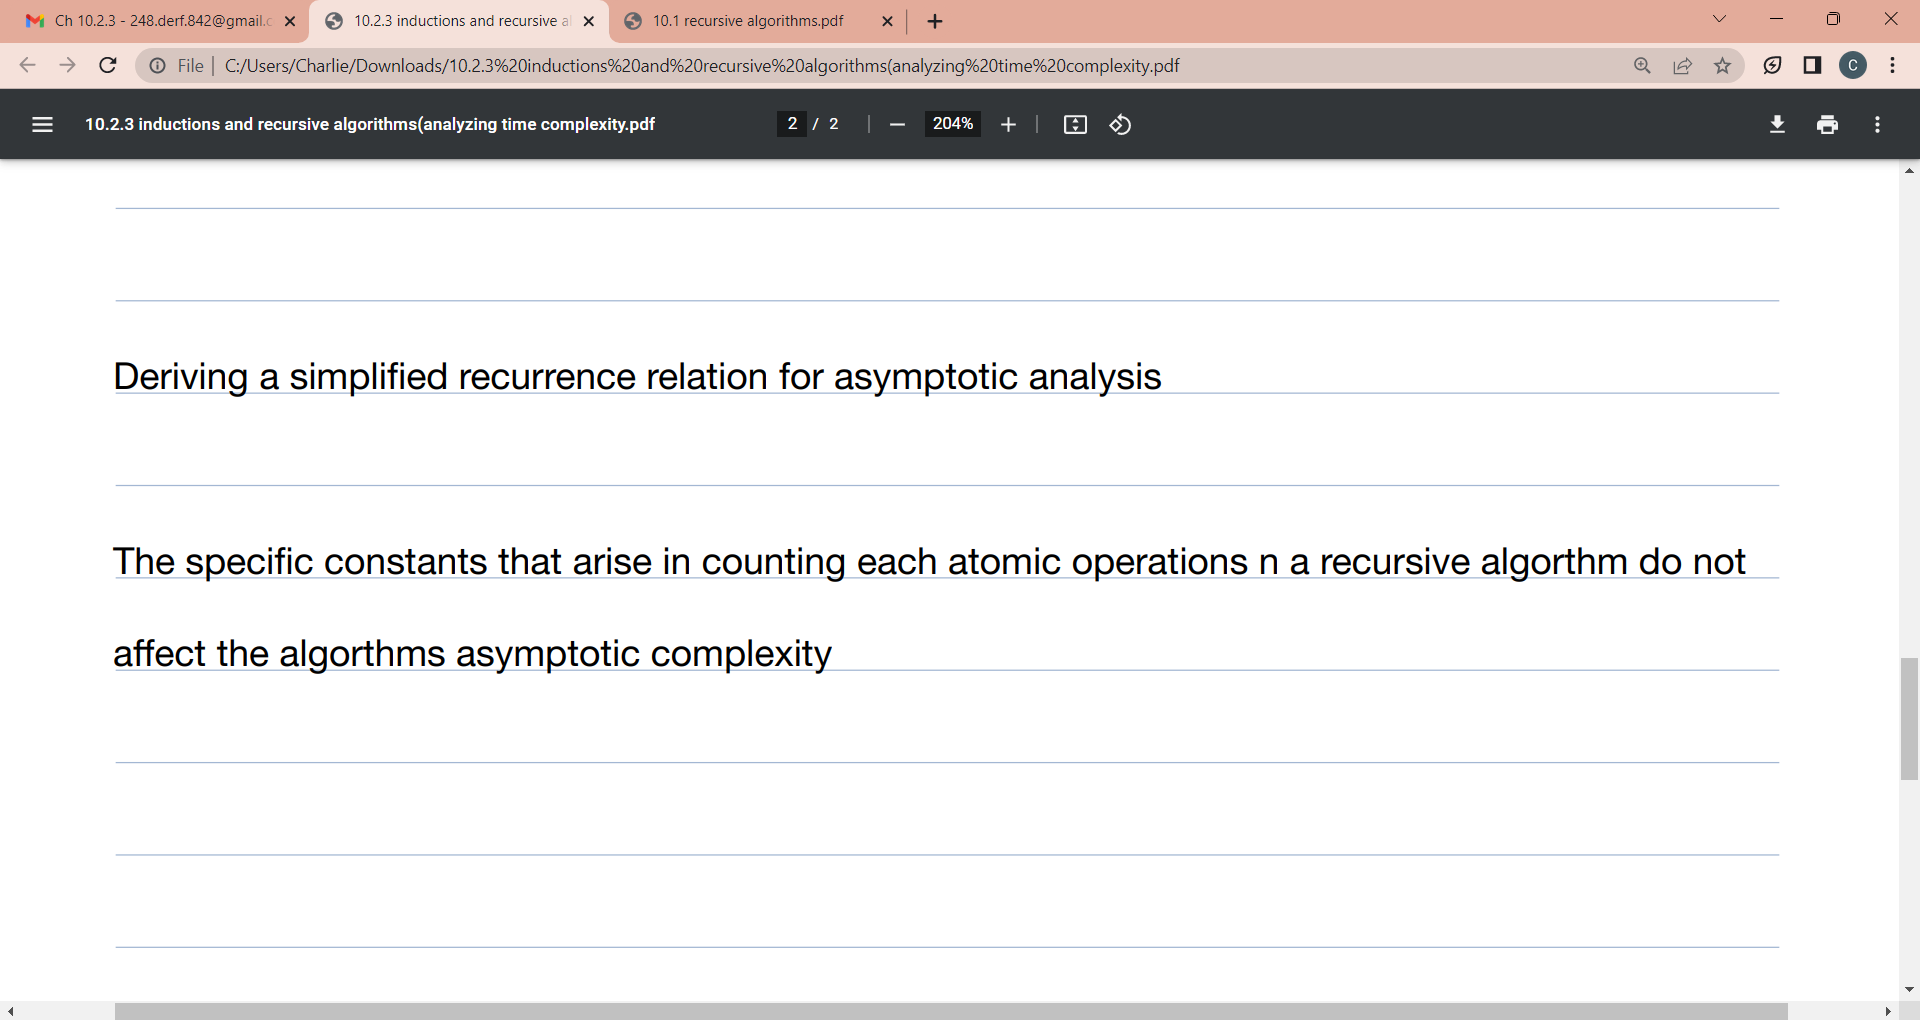 Ch 10.2.3 - 248.derf.842@gmail.c
10.2.3 inductions and recursive a
10.1 recursive algorithms.pdf
File
C:/Users/Charlie/Downloads/10.2.3%20inductions%20and%20recursive%20algorithms(analyzing%20time%20complexity.pdf
C
10.2.3 inductions and recursive algorithms(analyzing time complexity.pdf
2 / 2
204%
Deriving a simplified recurrence relation for asymptotic analysis
The specific constants that arise in counting each atomic operations n a recursive algorthm do not
affect the algorthms asymptotic complexity